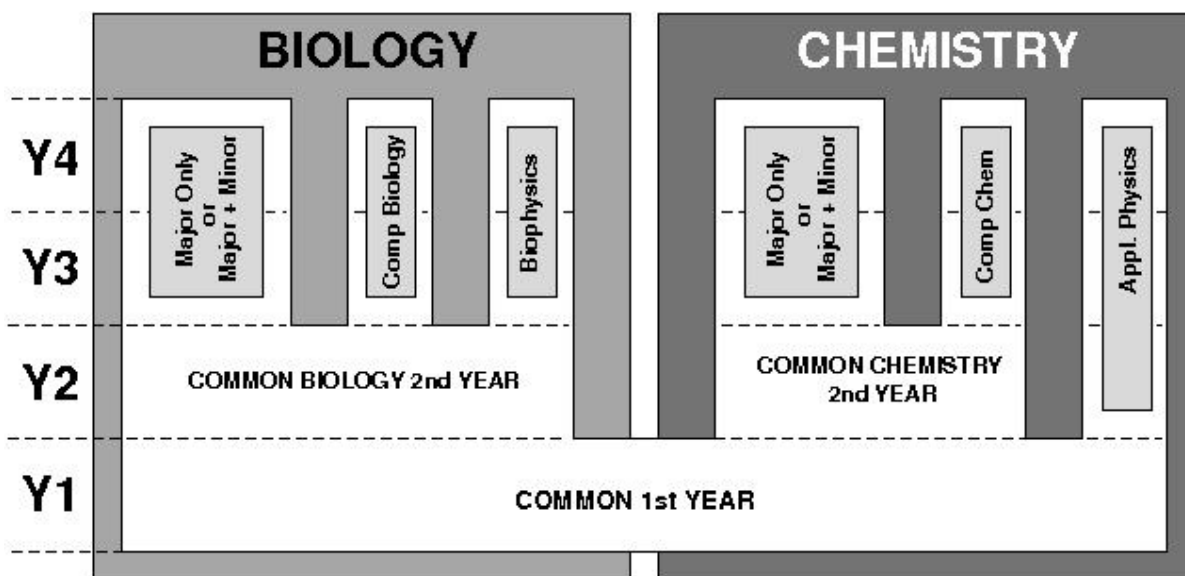 BIOLOGY
CHEMISTRY
Y4
Y3
Y2
Y1
Major Only
or
Major + Minor
Comp Biology
Biophysics
Major Only
or
Major + Minor
Comp Chem
Appl. Physics
COMMON BIOLOGY 2nd YEAR
COMMON CHEMISTRY
2nd YEAR
COMMON 1st YEAR